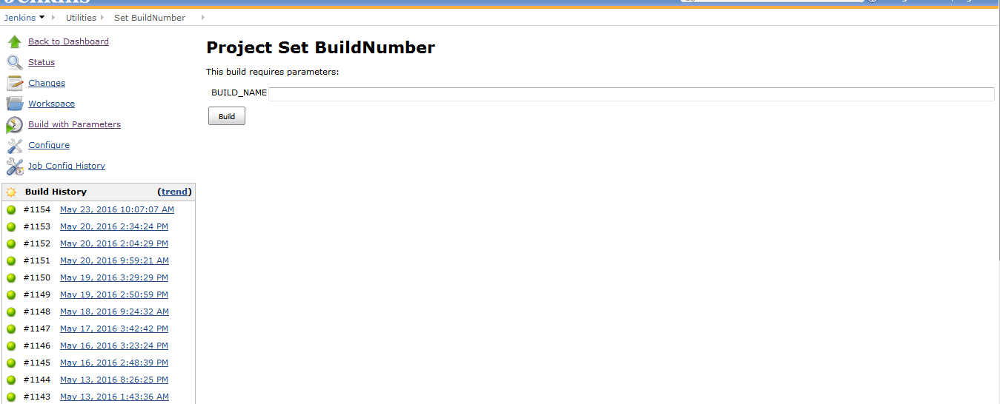 Jenkins
Jenkins Utilities Set BuildNumber
Back to Dashboard
Status
Changes
Workspace
Build with Parameters
Configure
Job Config History
Build History (trend)
#1154 May 23, 2016 10:07:07 AM
#1153 May 20, 2016 2:34:24 PM
#1152 May 20, 2016 2:04:29 PM
#1151 May 20, 2016 9:59:21 AM
#1150 May 19, 2016 3:29:29 PM
#1149 May 19, 2016 2:50:59 PM
#1148 May 18, 2016 9:24:32 AM
#1147 May 17, 2016 3:42:42 PM
#1146 May 16, 2016 3:23:24 PM
#1145 May 16, 2016 2:48:39 PM
#1144 May 13, 2016 8:26:25 PM
#1143 May 13, 2016 1:43:36 AM
Project Set BuildNumber
This build requires parameters:
BUILD_NAME
Build